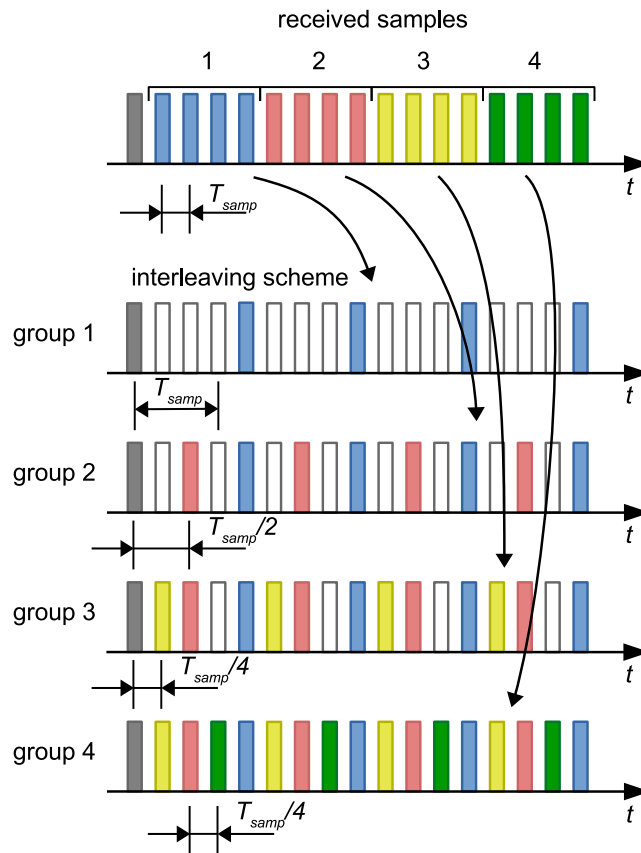 received samples
1 2 3 4
t
T_samp
interleaving scheme
group 1
t
T_samp
group 2
t
T_samp/2
group 3
t
T_samp/4
group 4
t
T_samp/4